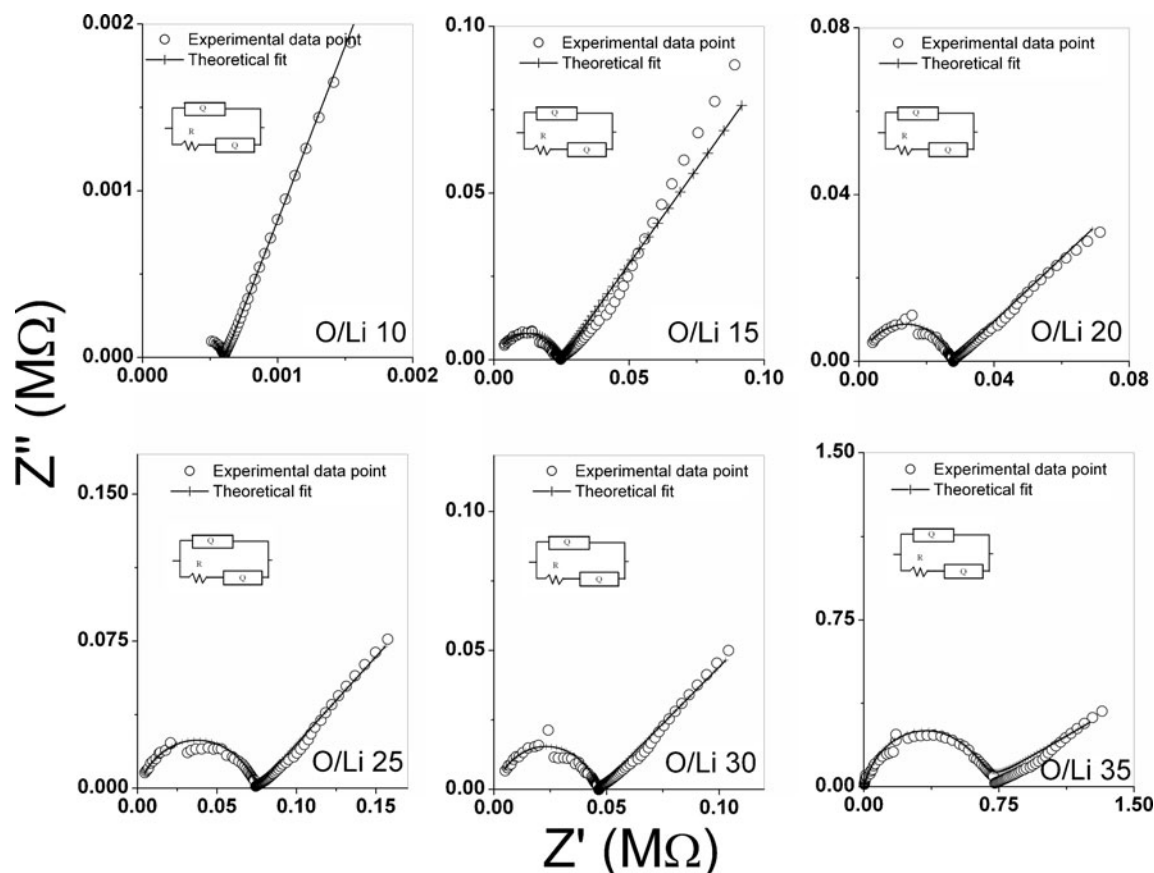 Z'' (MΩ)
0.002
0.001
0.000
Experimental data point
Theoretical fit
Q
R
Q
O/Li 10
0.000
0.001
0.002
0.10
0.05
0.00
Experimental data point
Theoretical fit
Q
R
Q
O/Li 15
0.00
0.05
0.10
0.08
0.04
0.00
Experimental data point
Theoretical fit
Q
R
Q
O/Li 20
0.00
0.04
0.08
0.150
0.075
0.000
Experimental data point
Theoretical fit
Q
R
Q
O/Li 25
0.00
0.05
0.10
0.15
0.10
0.05
0.00
Experimental data point
Theoretical fit
Q
R
Q
O/Li 30
0.00
0.05
0.10
1.50
0.75
0.00
Experimental data point
Theoretical fit
Q
R
Q
O/Li 35
0.00
0.75
1.50
Z' (MΩ)